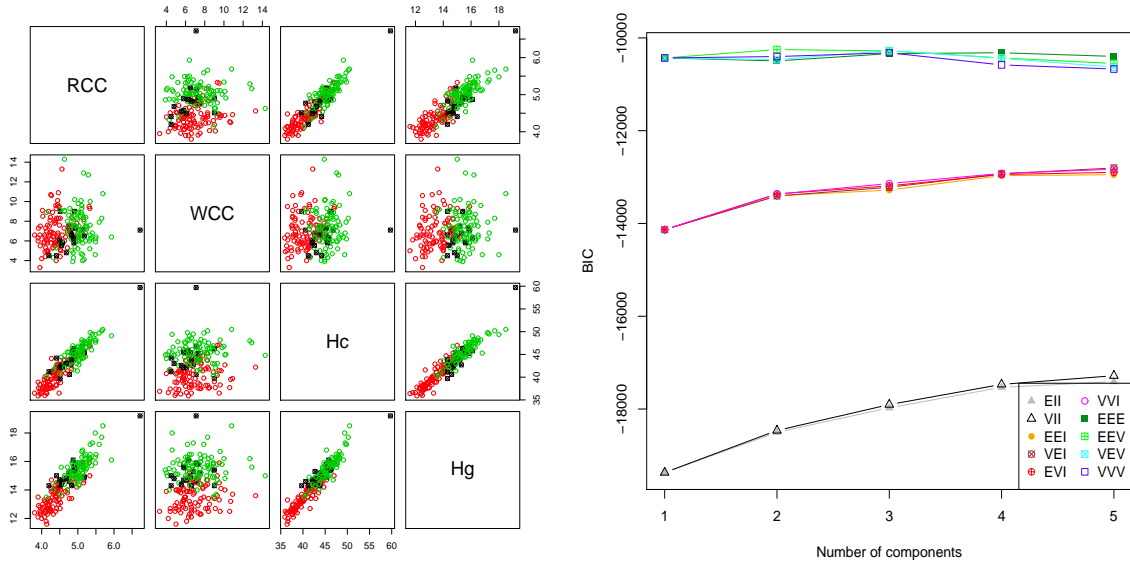 12 14 16 18
4 6 8 10 12 14
RCC
4.0 5.0 6.0
4 6 8 10 12 14
WCC
Hc
35 40 45 50 55 60
12 14 16 18
Hg
4.0 5.0 6.0
35 40 45 50 55 60
BIC
-10000
-12000
-14000
-16000
-18000
EII
VII
EEI
VEI
EVI
VVI
EEE
EEV
VEV
VVV
1 2 3 4 5
Number of components